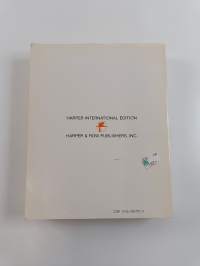 HARPER INTERNATIONAL EDITION
HARPER & ROW PUBLISHERS, INC.